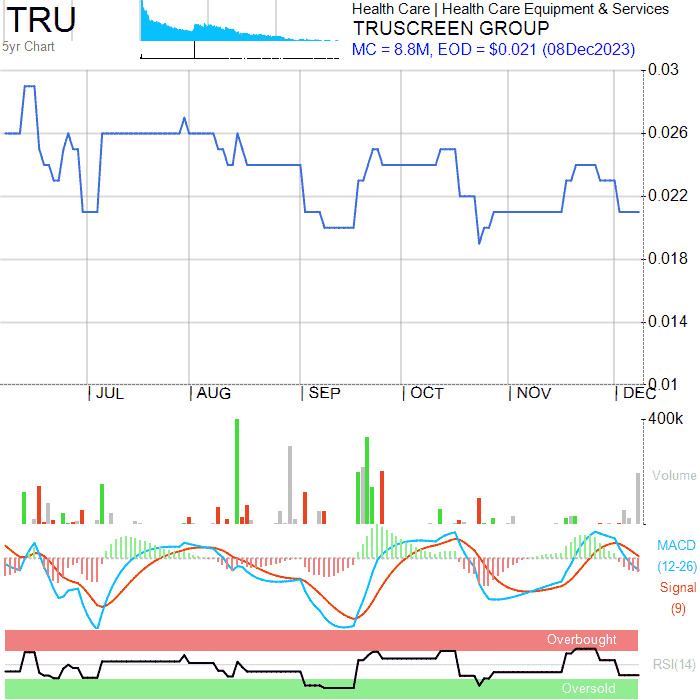 TRU
5yr Chart
Health Care | Health Care Equipment & Services
TRUSCREEN GROUP
MC = 8.8M, EOD = $0.021 (08Dec2023)
0.03
0.026
0.022
0.018
0.014
0.01
JUL AUG SEP OCT NOV DEC
400k
Volume
MACD
(12-26)
Signal
(9)
Overbought
RSI(14)
Oversold